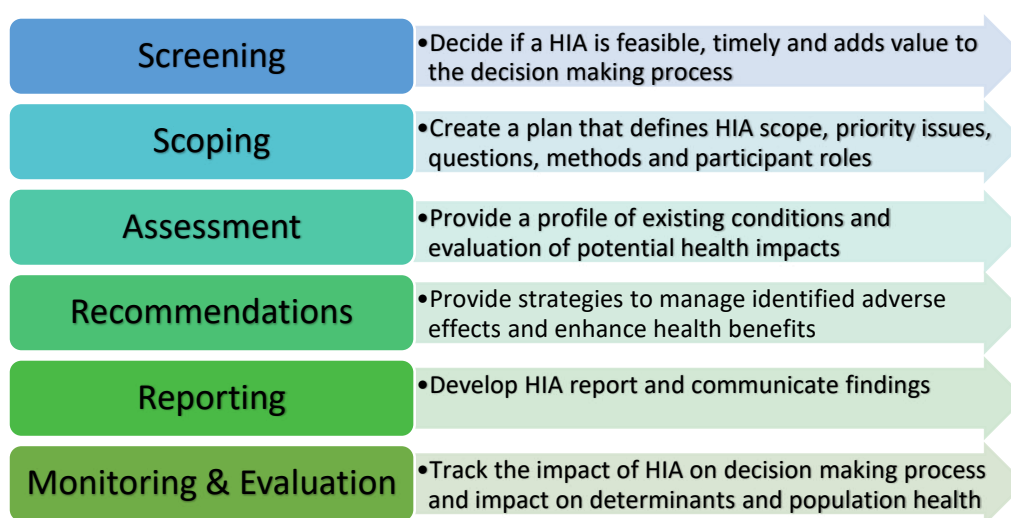 Screening
•Decide if a HIA is feasible, timely and adds value to
the decision making process
Scoping
•Create a plan that defines HIA scope, priority issues,
questions, methods and participant roles
Assessment
•Provide a profile of existing conditions and
evaluation of potential health impacts
Recommendations
•Provide strategies to manage identified adverse
effects and enhance health benefits
Reporting
•Develop HIA report and communicate findings
Monitoring & Evaluation
•Track the impact of HIA on decision making process
and impact on determinants and population health